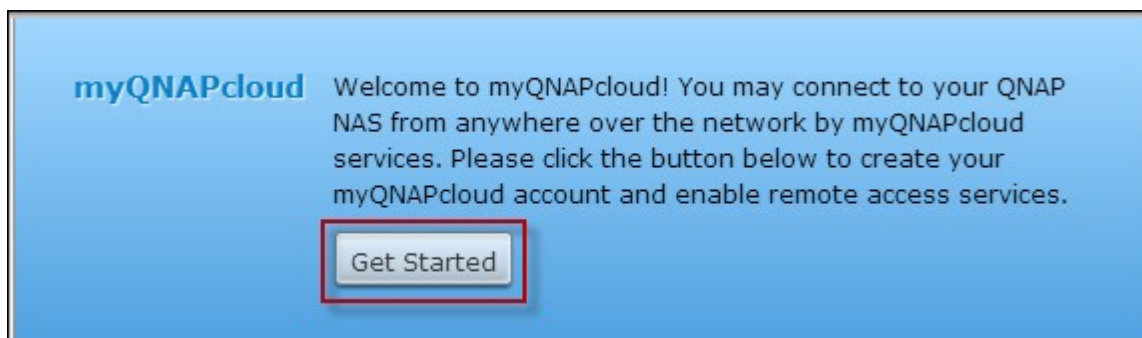 myQNAPcloud
Welcome to myQNAPcloud! You may connect to your QNAP
NAS from anywhere over the network by myQNAPcloud
services. Please click the button below to create your
myQNAPcloud account and enable remote access services.
Get Started